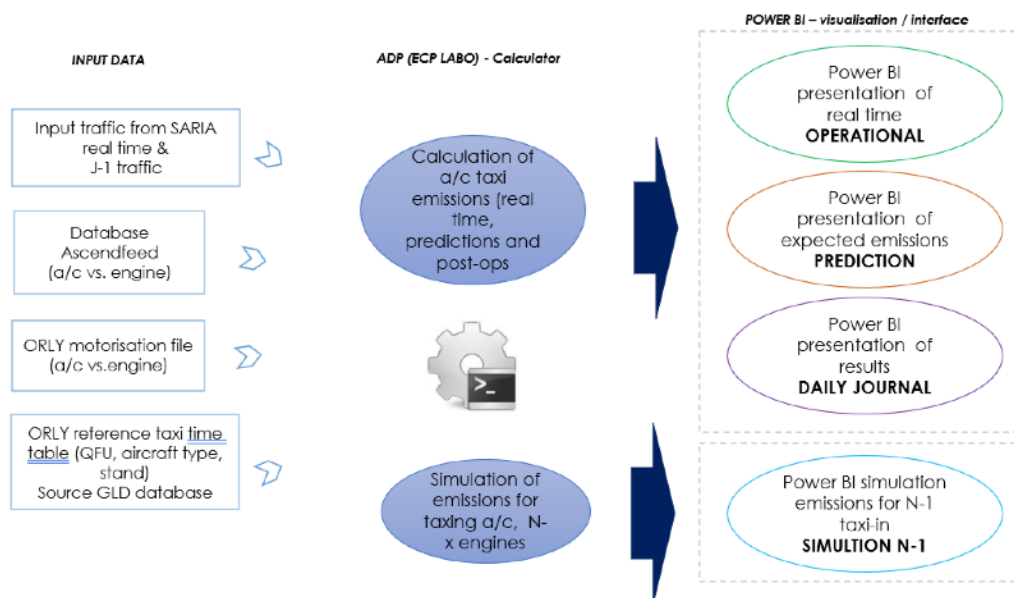 INPUT DATA
Input traffic from SARIA
real time &
J-1 traffic
Database
Ascendfeed
(a/c vs. engine)
ORLY motorisation file
(a/c vs.engine)
ORLY reference taxi time
table (QFU, aircraft type,
stand)
Source GLD database
ADP (ECP LABO) - Calculator
Calculation of
a/c taxi
emissions (real
time,
predictions and
post-ops
>_
Simulation of
emissions for
taxing a/c, N-
x engines
POWER BI – visualisation / interface
Power BI
presentation of
real time
OPERATIONAL
Power BI
presentation of
expected emissions
PREDICTION
Power BI
presentation of
results
DAILY JOURNAL
Power BI simulation
emissions for N-1
taxi-in
SIMULTION N-1